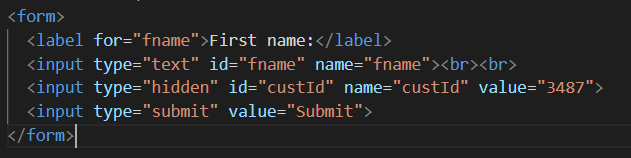 <form>
<label for="fname">First name:</label>
<input type="text" id="fname" name="fname"><br><br>
<input type="hidden" id="custId" name="custId" value="3487">
<input type="submit" value="Submit">
</form>